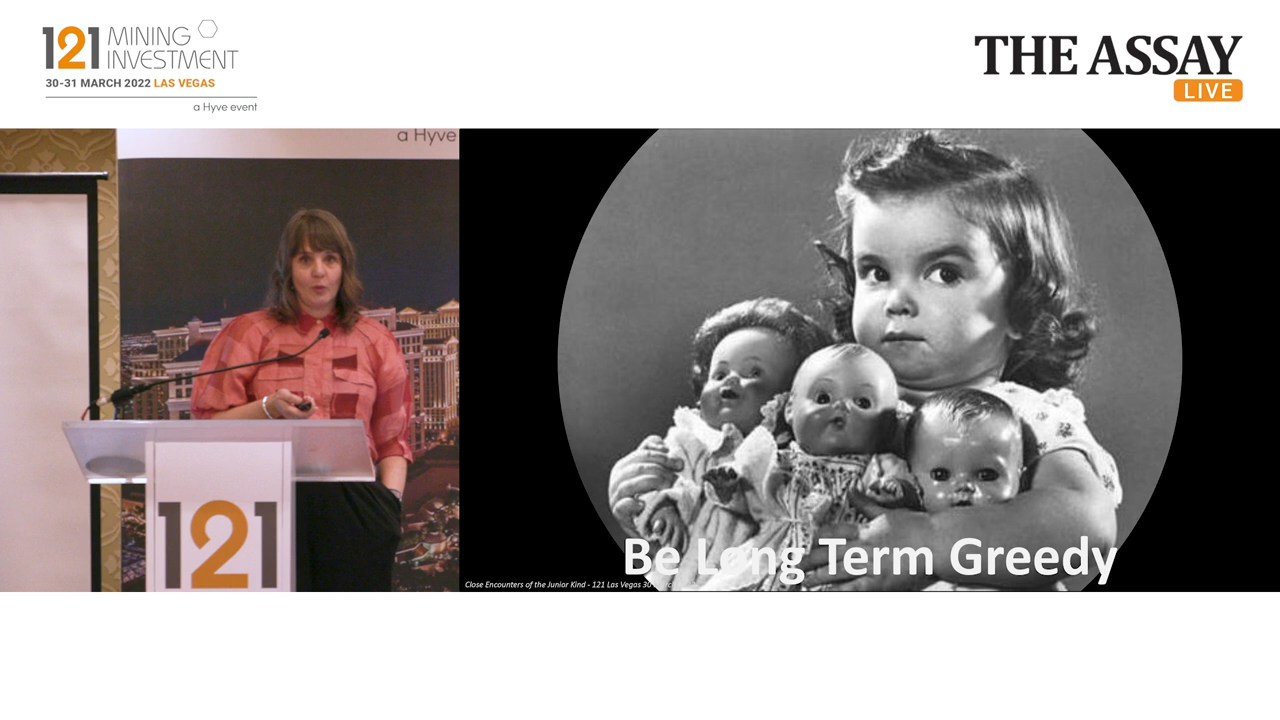 121 MINING
INVESTMENT
30-31 MARCH 2022 LAS VEGAS
a Hyve event
THE ASSAY
LIVE
a Hyve
121
Be Long Term Greedy
Close Encounters of the Junior Kind - 121 Las Vegas 30